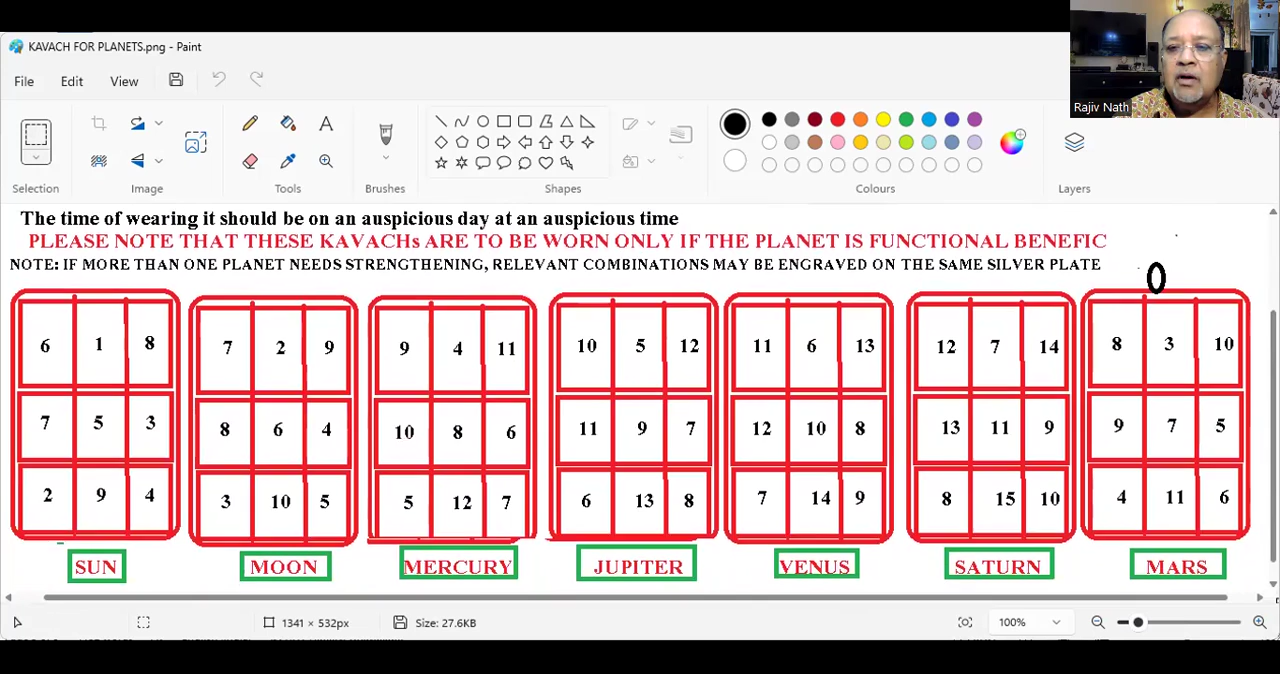 KAVACH FOR PLANETS.png - Paint
File Edit View
Rajiv Nath
Selection Image Tools Brushes Shapes Colours Layers
The time of wearing it should be on an auspicious day at an auspicious time
PLEASE NOTE THAT THESE KAVACHs ARE TO BE WORN ONLY IF THE PLANET IS FUNCTIONAL BENEFIC
NOTE: IF MORE THAN ONE PLANET NEEDS STRENGTHENING, RELEVANT COMBINATIONS MAY BE ENGRAVED ON THE SAME SILVER PLATE
6 1 8
7 5 3
2 9 4
SUN
7 2 9
8 6 4
3 10 5
MOON
9 4 11
10 8 6
5 12 7
MERCURY
10 5 12
11 9 7
6 13 8
JUPITER
11 6 13
12 10 8
7 14 9
VENUS
12 7 14
13 11 9
8 15 10
SATURN
8 3 10
9 7 5
4 11 6
MARS
1341 × 532px Size: 27.6KB 100%